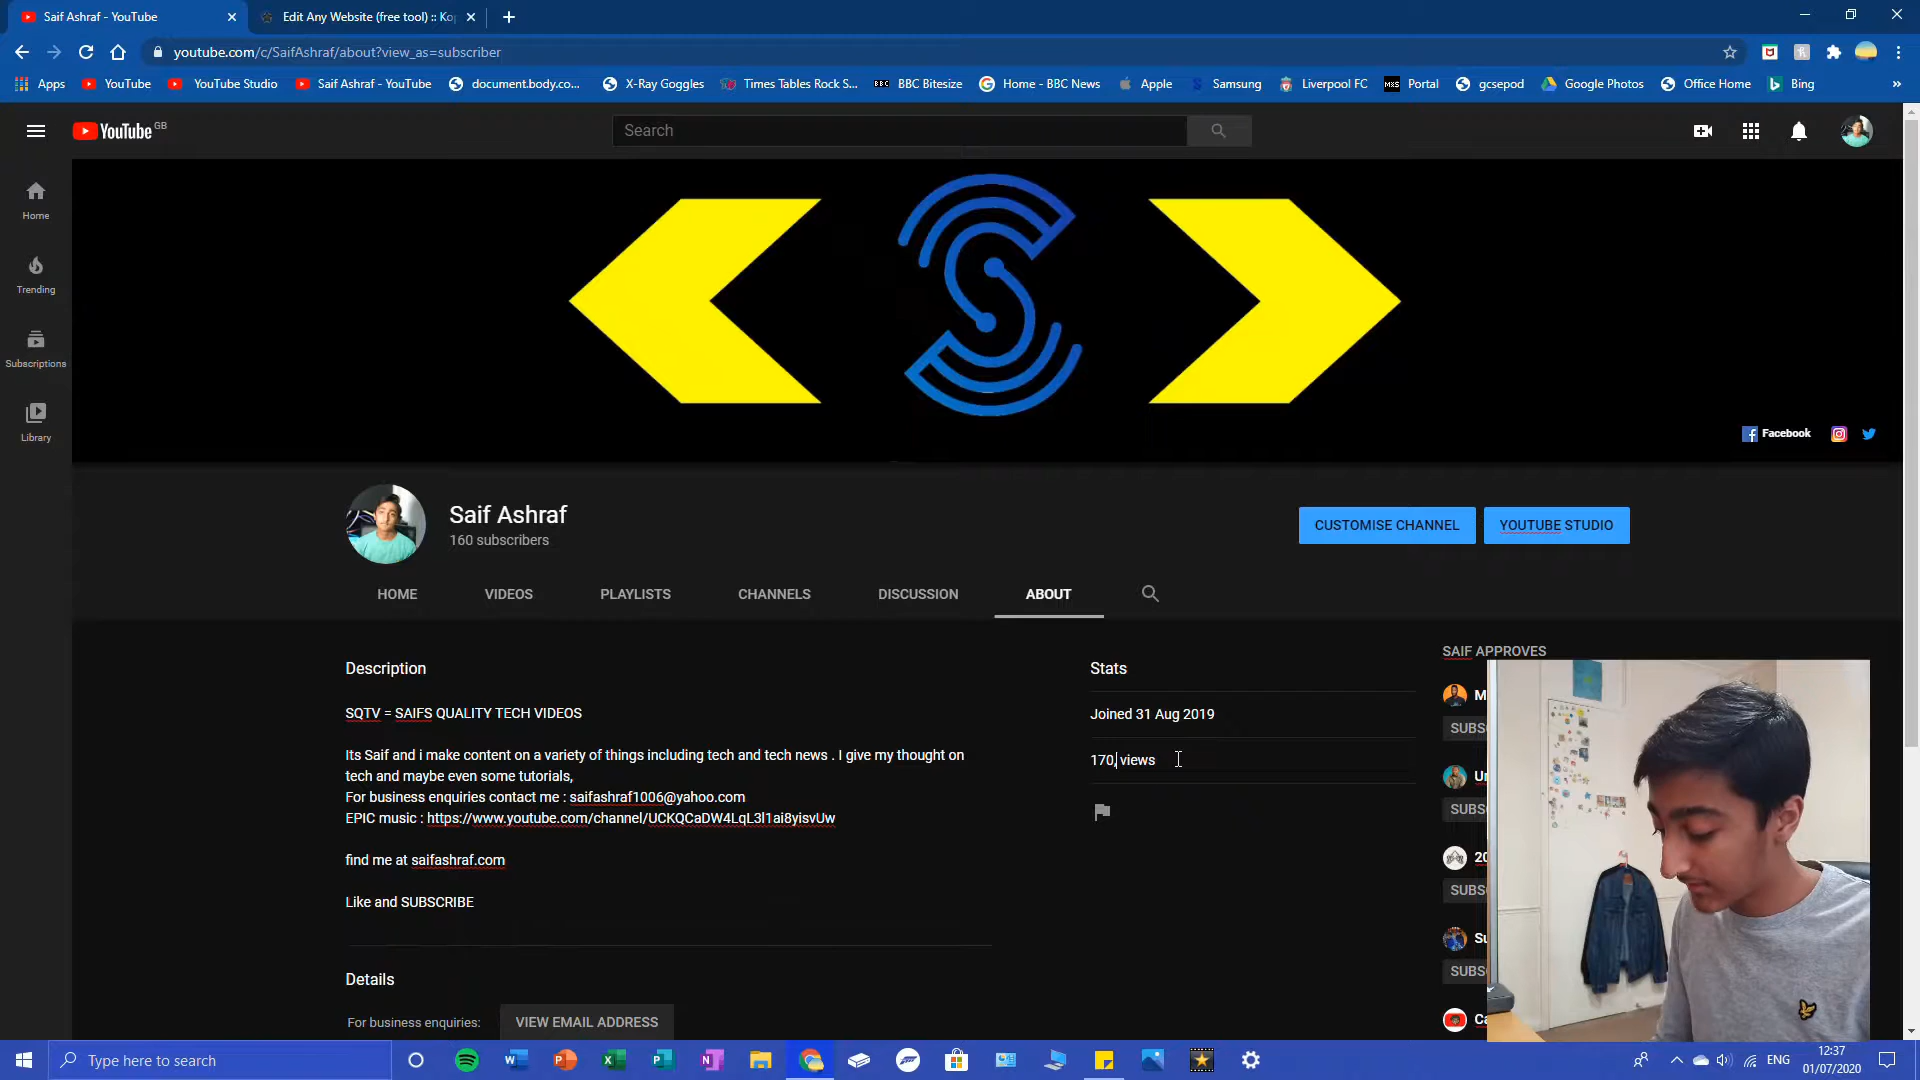 Saif Ashraf - YouTube
Edit Any Website (free tool) :: Ko
youtube.com/c/SaifAshraf/about?view_as=subscriber
Apps
YouTube
YouTube Studio
Saif Ashraf - YouTube
document.body.co...
X-Ray Goggles
Times Tables Rock S...
BBC Bitesize
Home - BBC News
Apple
Samsung
Liverpool FC
Portal
gcsepod
Google Photos
Office Home
Bing
YouTube GB
Search
Home
Trending
Subscriptions
Library
Facebook
Saif Ashraf
160 subscribers
CUSTOMISE CHANNEL
YOUTUBE STUDIO
HOME
VIDEOS
PLAYLISTS
CHANNELS
DISCUSSION
ABOUT
Description
SQTV = SAIFS QUALITY TECH VIDEOS
Its Saif and i make content on a variety of things including tech and tech news . I give my thought on
tech and maybe even some tutorials,
For business enquiries contact me : saifashraf1006@yahoo.com
EPIC music : https://www.youtube.com/channel/UCKQCaDW4LqL3l1ai8yisvUw
find me at saifashraf.com
Like and SUBSCRIBE
Details
For business enquiries:
VIEW EMAIL ADDRESS
Stats
Joined 31 Aug 2019
170, views
SAIF APPROVES
M
SUBS
U
SUBS
20
SUBS
Su
SUBS
Ca
Type here to search
ENG
12:37
01/07/2020